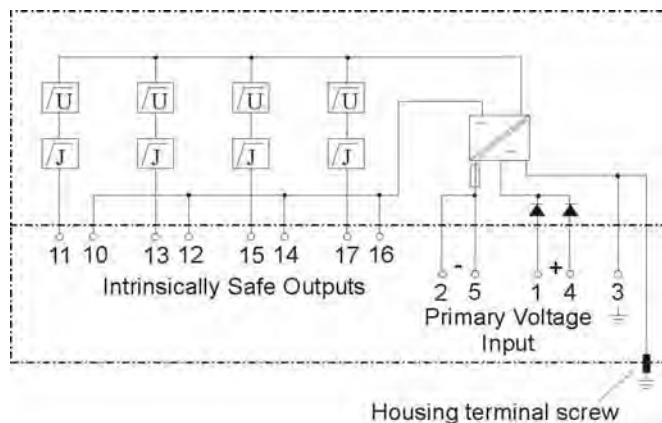 U U U U
J J J J
11 10 13 12 15 14 17 16
Intrinsically Safe Outputs
- +
2 5 1 4 3
Primary Voltage
Input
Housing terminal screw